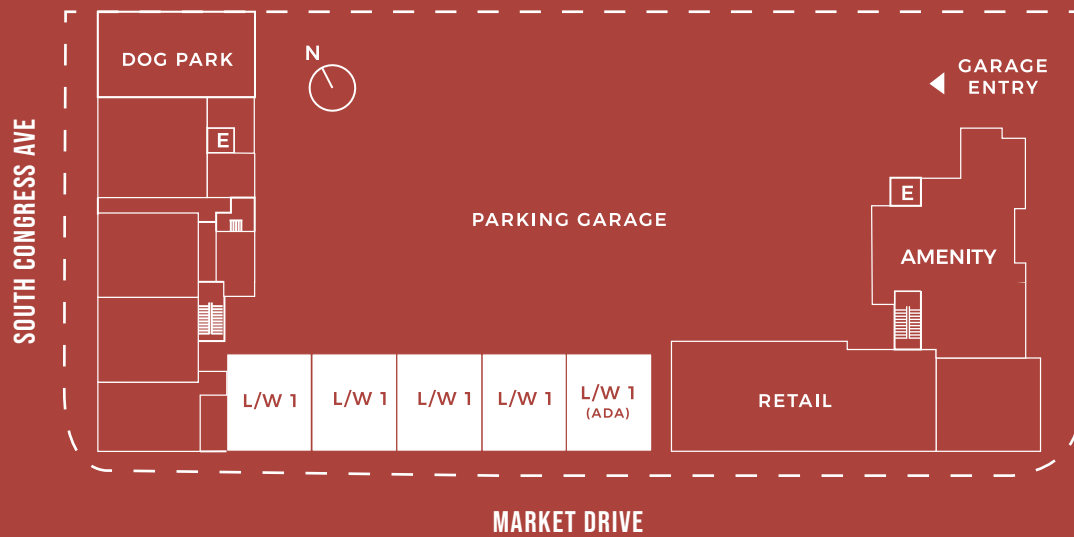 DOG PARK
N
GARAGE
ENTRY
E
E
SOUTH CONGRESS AVE
PARKING GARAGE
AMENITY
L/W 1
L/W 1
L/W 1
L/W 1
L/W 1
(ADA)
RETAIL
MARKET DRIVE